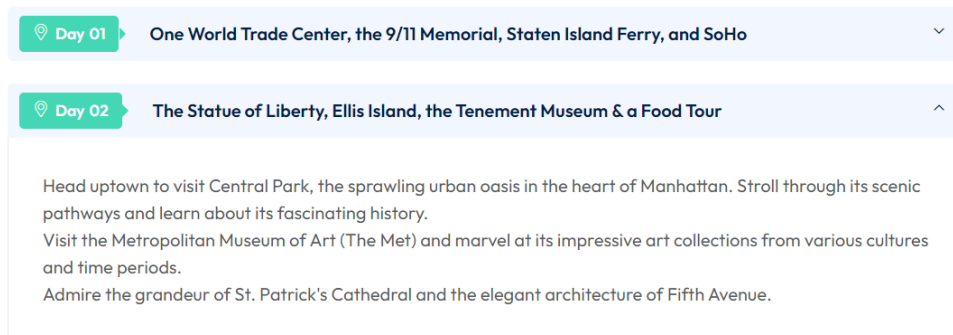 Day 01 One World Trade Center, the 9/11 Memorial, Staten Island Ferry, and SoHo
Day 02 The Statue of Liberty, Ellis Island, the Tenement Museum & a Food Tour
Head uptown to visit Central Park, the sprawling urban oasis in the heart of Manhattan. Stroll through its scenic
pathways and learn about its fascinating history.
Visit the Metropolitan Museum of Art (The Met) and marvel at its impressive art collections from various cultures
and time periods.
Admire the grandeur of St. Patrick's Cathedral and the elegant architecture of Fifth Avenue.